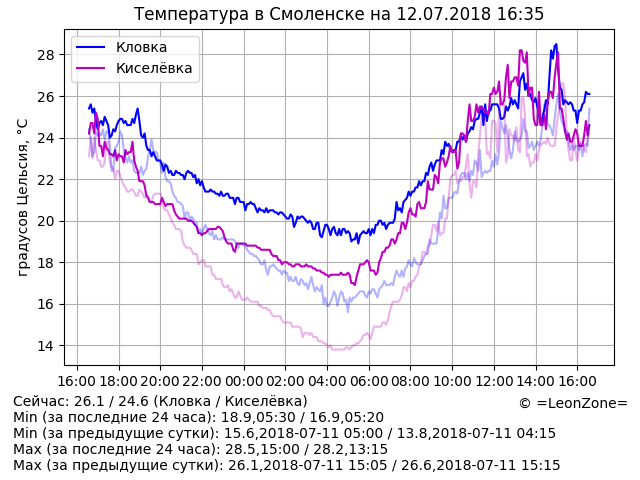 Температура в Смоленске на 12.07.2018 16:35
Кловка
Киселёвка
градусов Цельсия, °C
28
26
24
22
20
18
16
14
16:00 18:00 20:00 22:00 00:00 02:00 04:00 06:00 08:00 10:00 12:00 14:00 16:00
Сейчас: 26.1 / 24.6 (Кловка / Киселёвка)
© =LeonZone=
Min (за последние 24 часа): 18.9,05:30 / 16.9,05:20
Min (за предыдущие сутки): 15.6,2018-07-11 05:00 / 13.8,2018-07-11 04:15
Max (за последние 24 часа): 28.5,15:00 / 28.2,13:15
Max (за предыдущие сутки): 26.1,2018-07-11 15:05 / 26.6,2018-07-11 15:15